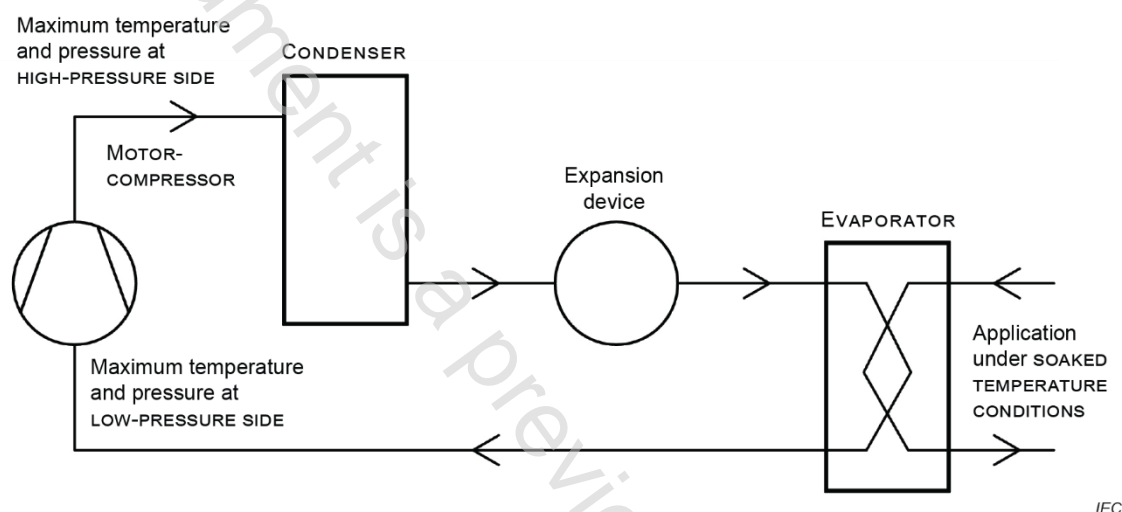 Maximum temperature
and pressure at
HIGH-PRESSURE SIDE
CONDENSER
MOTOR-
COMPRESSOR
Expansion
device
EVAPORATOR
Maximum temperature
and pressure at
LOW-PRESSURE SIDE
Application
under SOAKED
TEMPERATURE
CONDITIONS
IEC